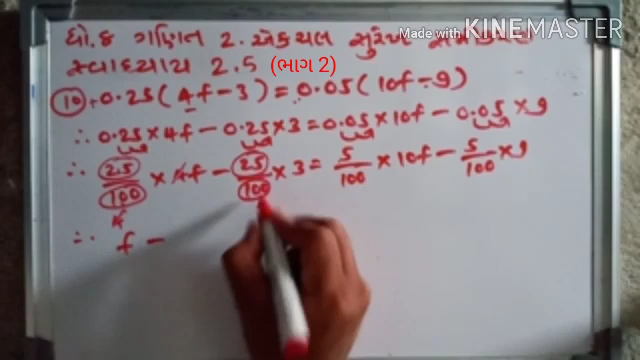 Made with KINEMASTER
ધો.8 ગણિત 2. એકચલ સુરેખ
સ્વાધ્યાય 2.5 (ભાગ 2)
10 0.25(4f-3) = 0.05(10f-9)
∴ 0.25×4f - 0.25×3 = 0.05×10f - 0.05×9
∴ 25/100 × 4f - 25/100 × 3 = 5/100 × 10f - 5/100 × 9
4
∴ f -